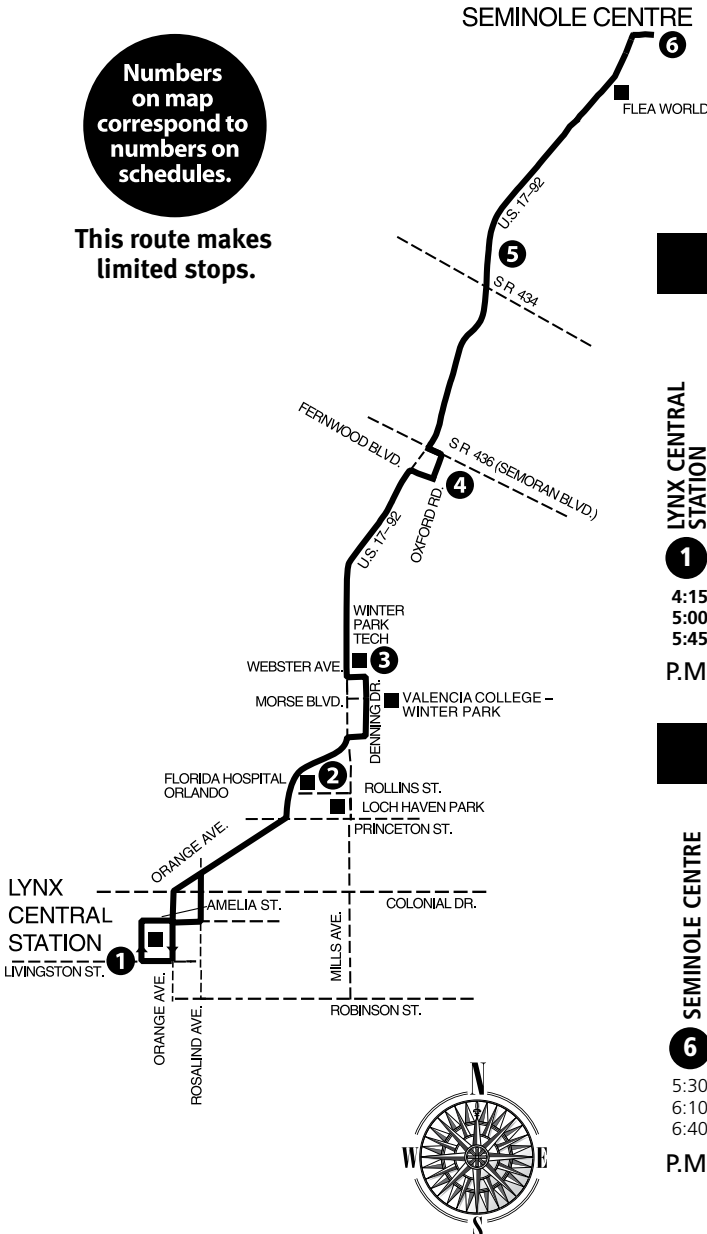 SEMINOLE CENTRE
6
Numbers
on map
correspond to
numbers on
schedules.
This route makes
limited stops.
FLEA WORLD
U.S. 17–92
5
S R 434
FERNWOOD BLVD.
S R 436 (SEMORAN BLVD.)
4
OXFORD RD.
U.S. 17–92
WINTER
PARK
TECH
3
WEBSTER AVE.
MORSE BLVD.
DENNING DR.
VALENCIA COLLEGE –
WINTER PARK
FLORIDA HOSPITAL
ORLANDO
2
ROLLINS ST.
LOCH HAVEN PARK
PRINCETON ST.
ORANGE AVE.
LYNX
CENTRAL
STATION
AMELIA ST.
COLONIAL DR.
1
LIVINGSTON ST.
MILLS AVE.
ORANGE AVE.
ROSALIND AVE.
ROBINSON ST.
N
W
E
S
LYNX CENTRAL
STATION
1
4:15
5:00
5:45
P.M
SEMINOLE CENTRE
6
5:30
6:10
6:40
P.M